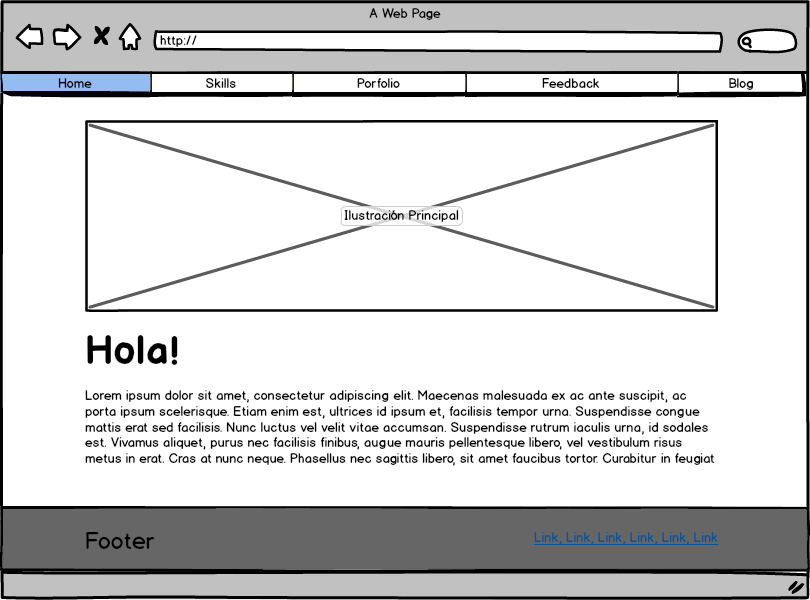 A Web Page
http://
Home Skills Porfolio Feedback Blog
Ilustración Principal
Hola!
Lorem ipsum dolor sit amet, consectetur adipiscing elit. Maecenas malesuada ex ac ante suscipit, ac
porta ipsum scelerisque. Etiam enim est, ultrices id ipsum et, facilisis tempor urna. Suspendisse congue
mattis erat sed facilisis. Nunc luctus vel velit vitae accumsan. Suspendisse rutrum iaculis urna, id sodales
est. Vivamus aliquet, purus nec facilisis finibus, augue mauris pellentesque libero, vel vestibulum risus
metus in erat. Cras at nunc neque. Phasellus nec sagittis libero, sit amet faucibus tortor. Curabitur in feugiat
Footer
Link, Link, Link, Link, Link, Link